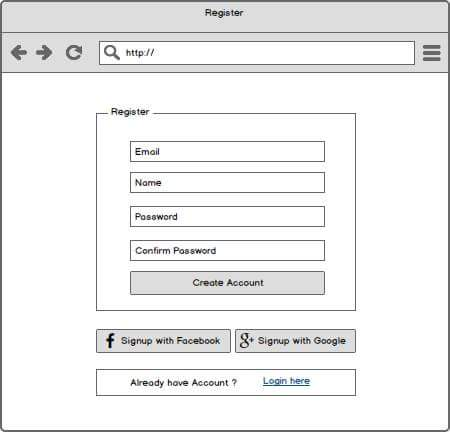 Register
http://
Register
Email
Name
Password
Confirm Password
Create Account
Signup with Facebook
g+ Signup with Google
Already have Account ? Login here